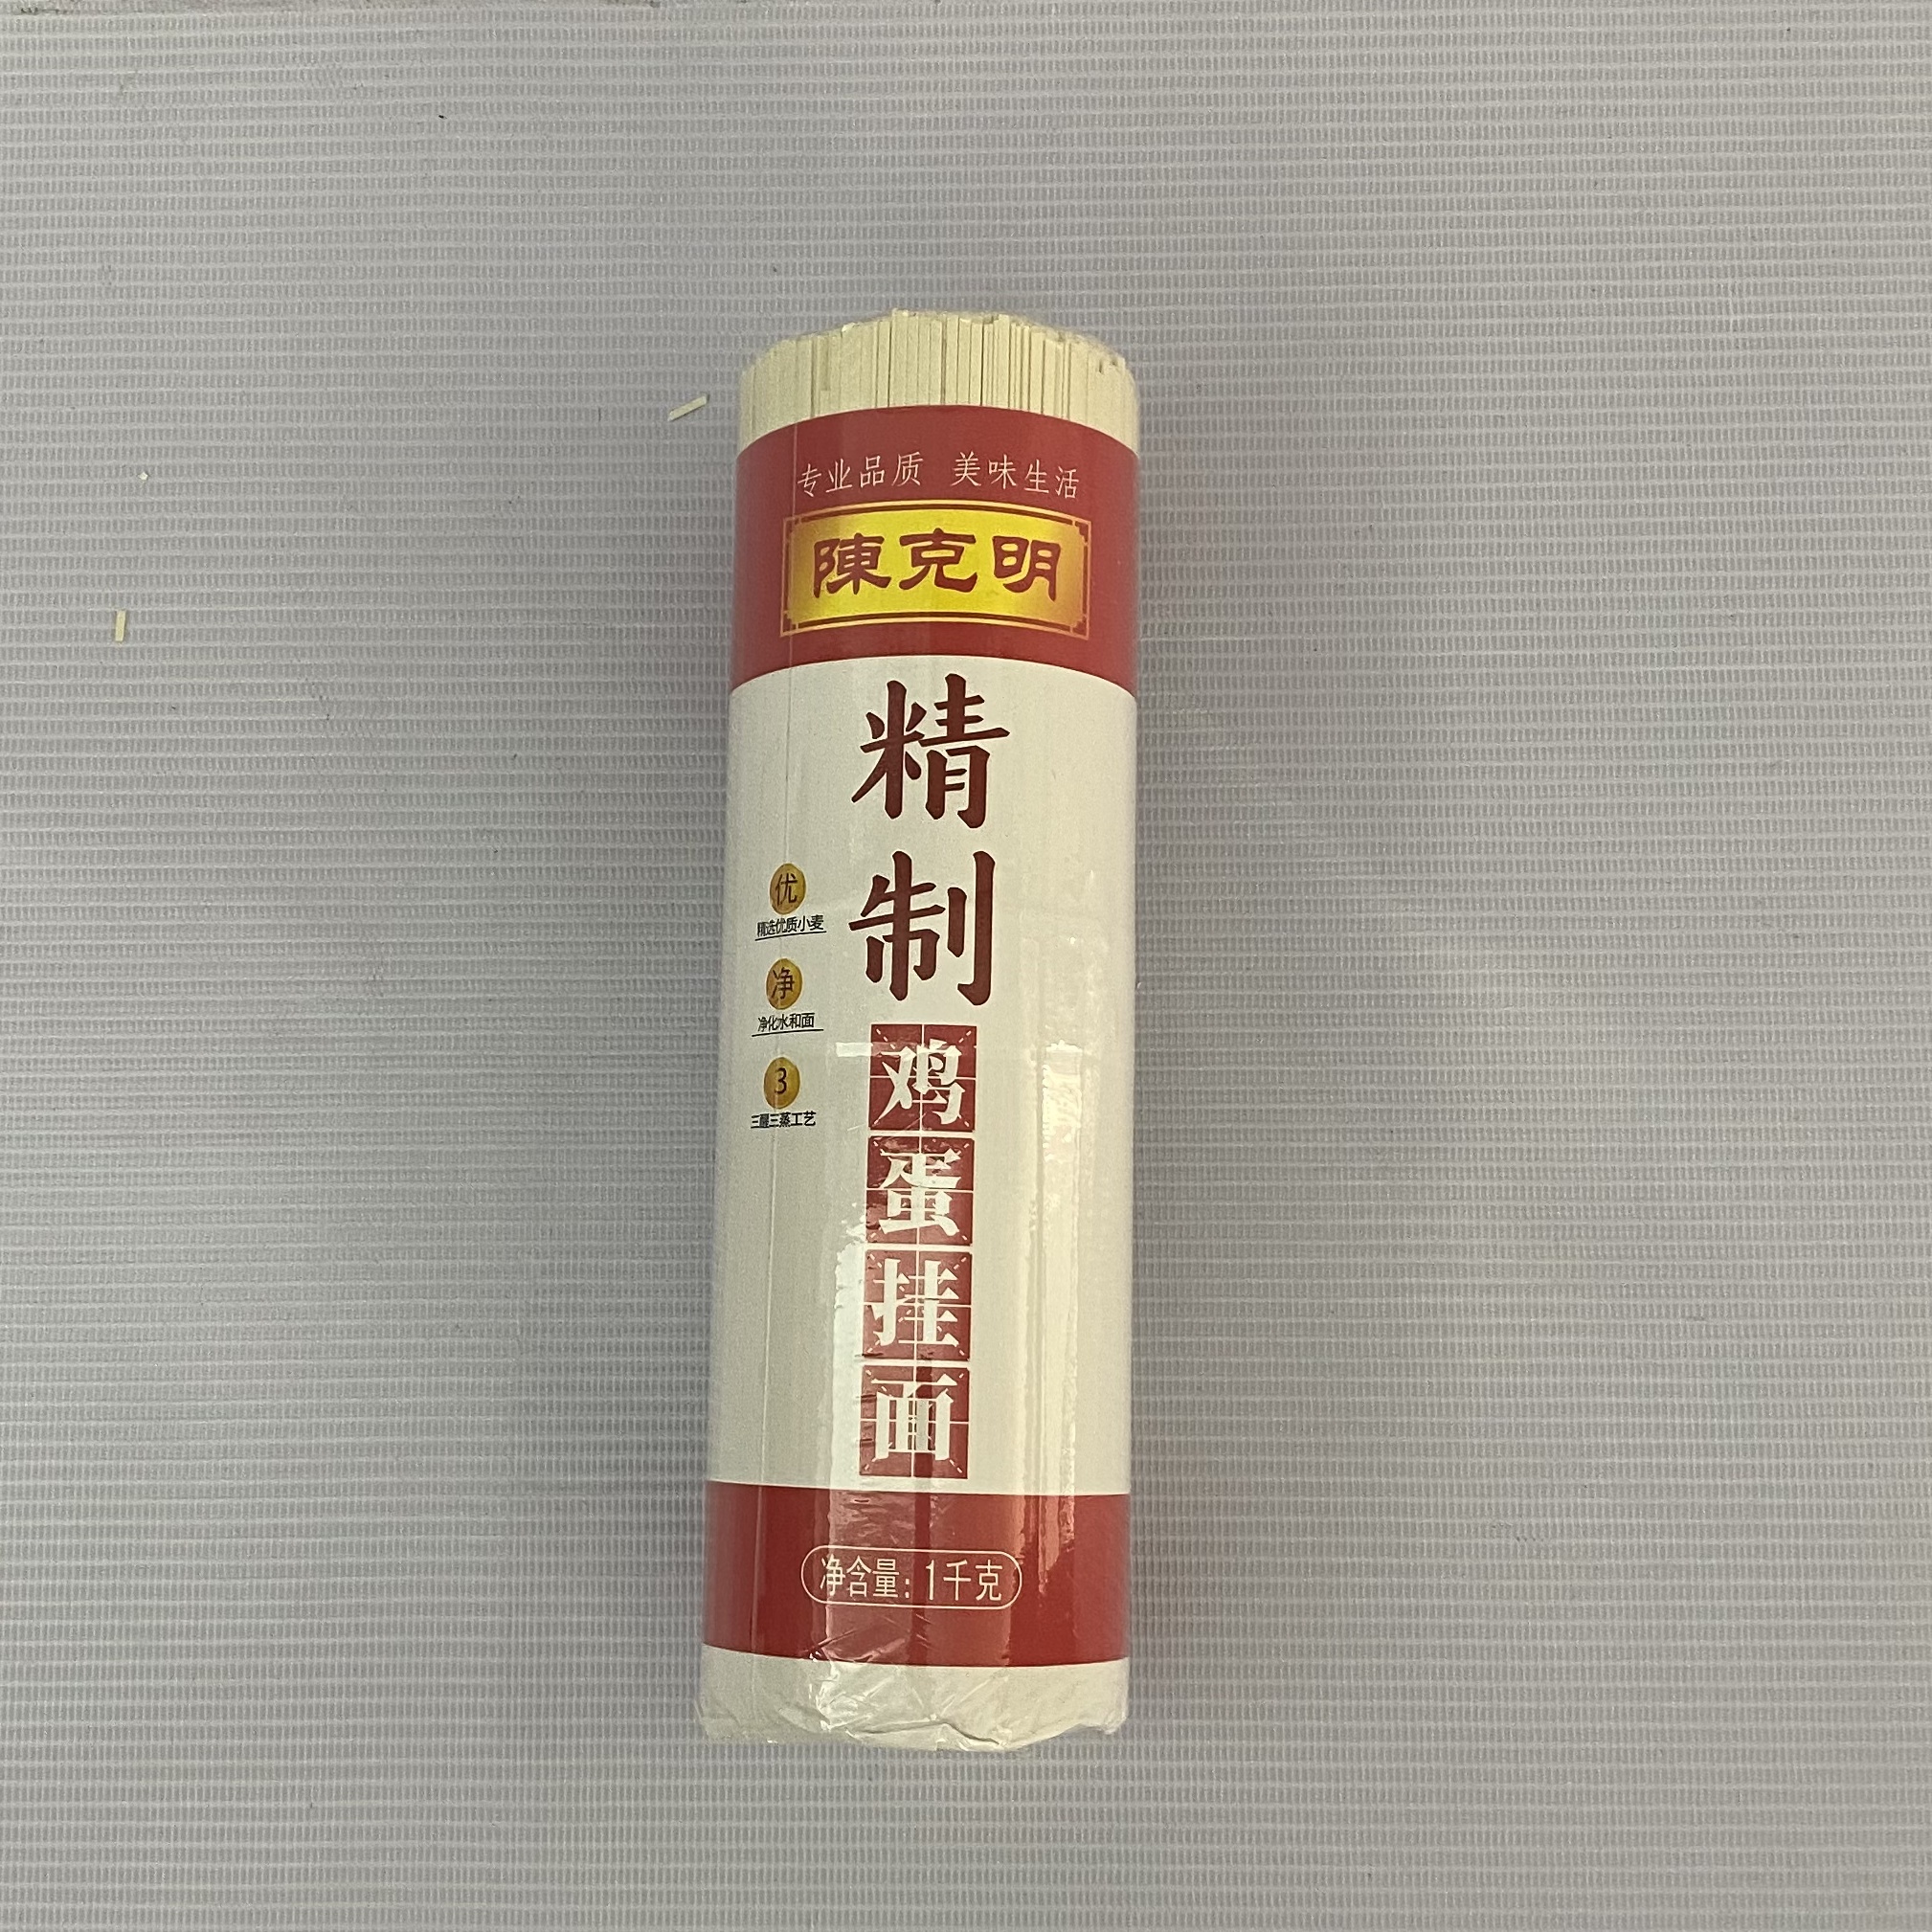 专业品质 美味生活
陳克明
精制
鸡蛋挂面
优
精选优质小麦
净
净化水和面
3
三醒三蒸工艺
净含量：1千克